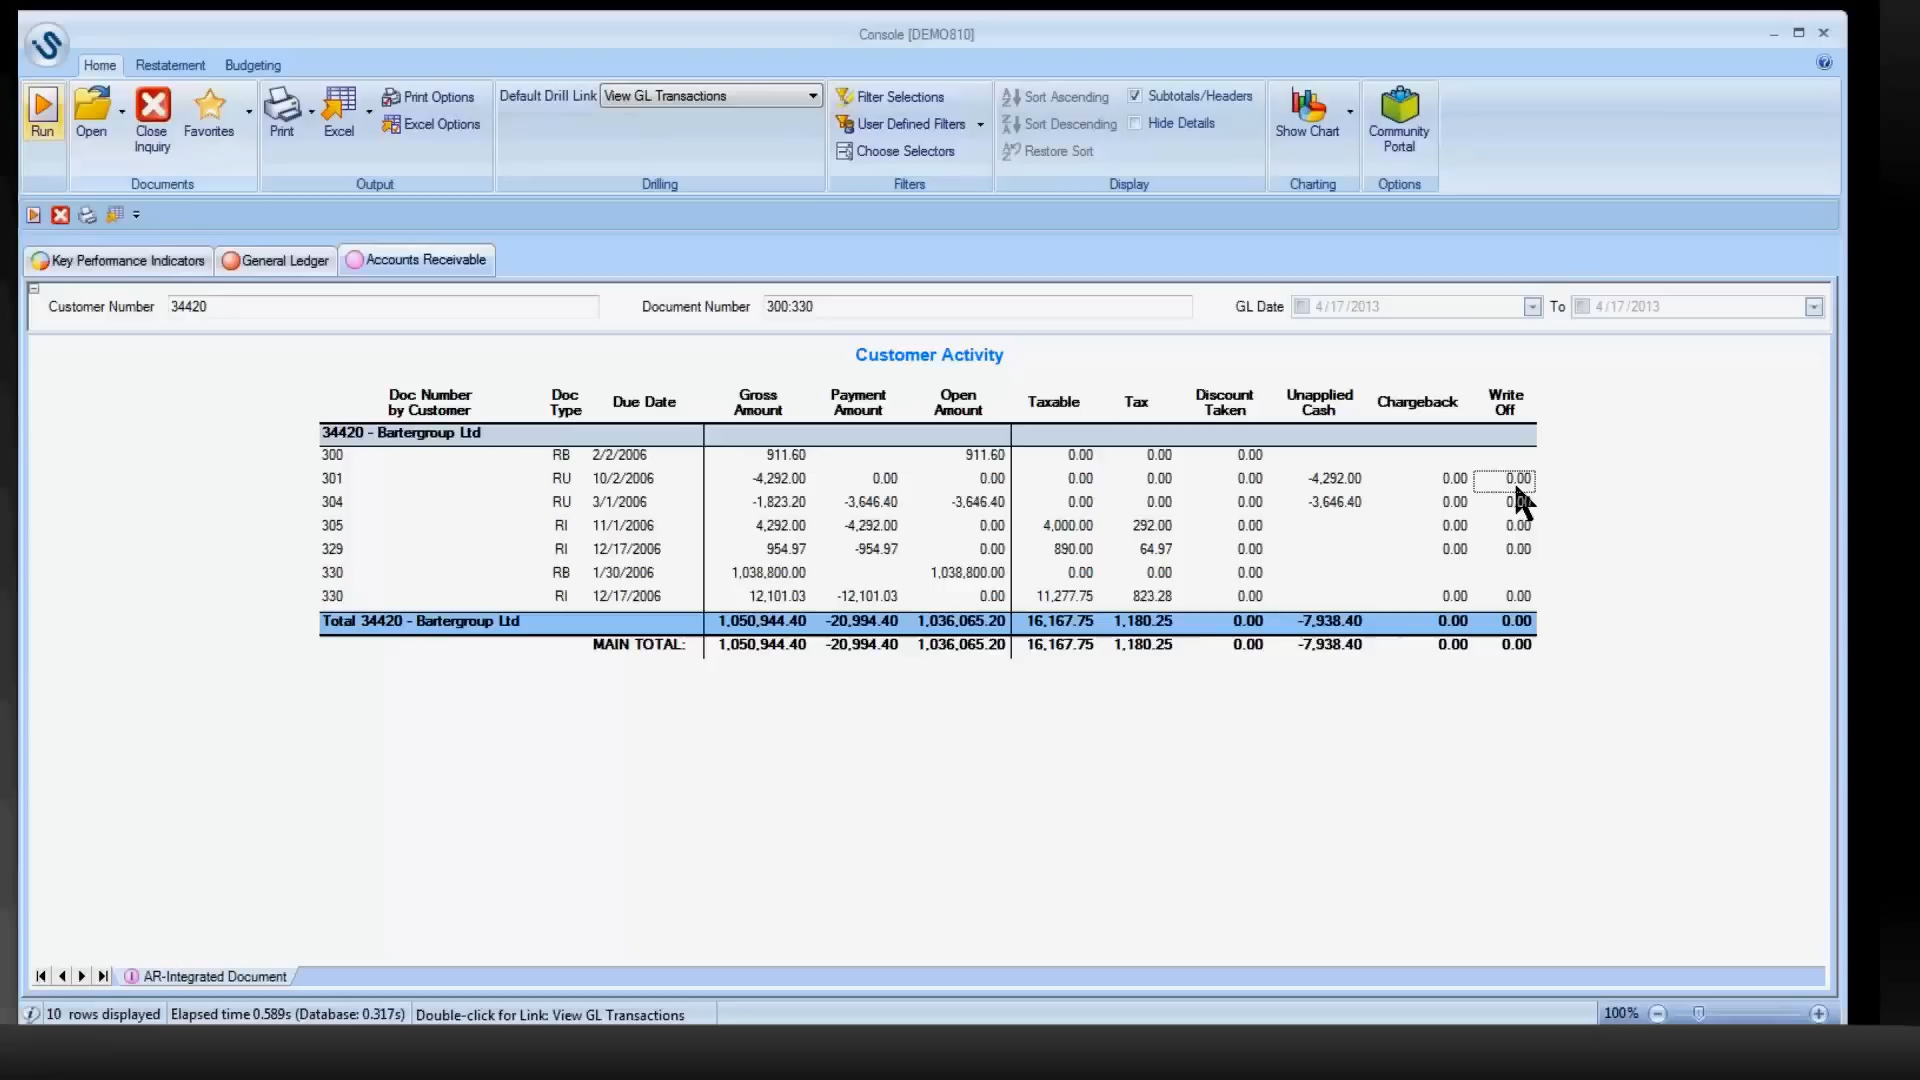 Console [DEMO810]
Home Restatement Budgeting
Run Open Close Inquiry Favorites Print Excel Print Options Excel Options
Default Drill Link View GL Transactions
Filter Selections User Defined Filters Choose Selectors
Sort Ascending Sort Descending Restore Sort Subtotals/Headers Hide Details
Show Chart Community Portal
Documents Output Drilling Filters Display Charting Options
Key Performance Indicators General Ledger Accounts Receivable
Customer Number 34420 Document Number 300:330 GL Date 4/17/2013 To 4/17/2013
Customer Activity
Doc Number by Customer Doc Type Due Date Gross Amount Payment Amount Open Amount Taxable Tax Discount Taken Unapplied Cash Chargeback Write Off
34420 - Bartergroup Ltd
300 RB 2/2/2006 911.60 911.60 0.00 0.00 0.00
301 RU 10/2/2006 -4,292.00 0.00 0.00 0.00 0.00 0.00 -4,292.00 0.00 0.00
304 RU 3/1/2006 -1,823.20 -3,646.40 -3,646.40 0.00 0.00 0.00 -3,646.40 0.00
305 RI 11/1/2006 4,292.00 -4,292.00 0.00 4,000.00 292.00 0.00 0.00 0.00
329 RI 12/17/2006 954.97 -954.97 0.00 890.00 64.97 0.00 0.00 0.00
330 RB 1/30/2006 1,038,800.00 1,038,800.00 0.00 0.00 0.00
330 RI 12/17/2006 12,101.03 -12,101.03 0.00 11,277.75 823.28 0.00 0.00 0.00
Total 34420 - Bartergroup Ltd 1,050,944.40 -20,994.40 1,036,065.20 16,167.75 1,180.25 0.00 -7,938.40 0.00 0.00
MAIN TOTAL: 1,050,944.40 -20,994.40 1,036,065.20 16,167.75 1,180.25 0.00 -7,938.40 0.00 0.00
AR-Integrated Document
10 rows displayed Elapsed time 0.589s (Database: 0.317s) Double-click for Link: View GL Transactions 100%